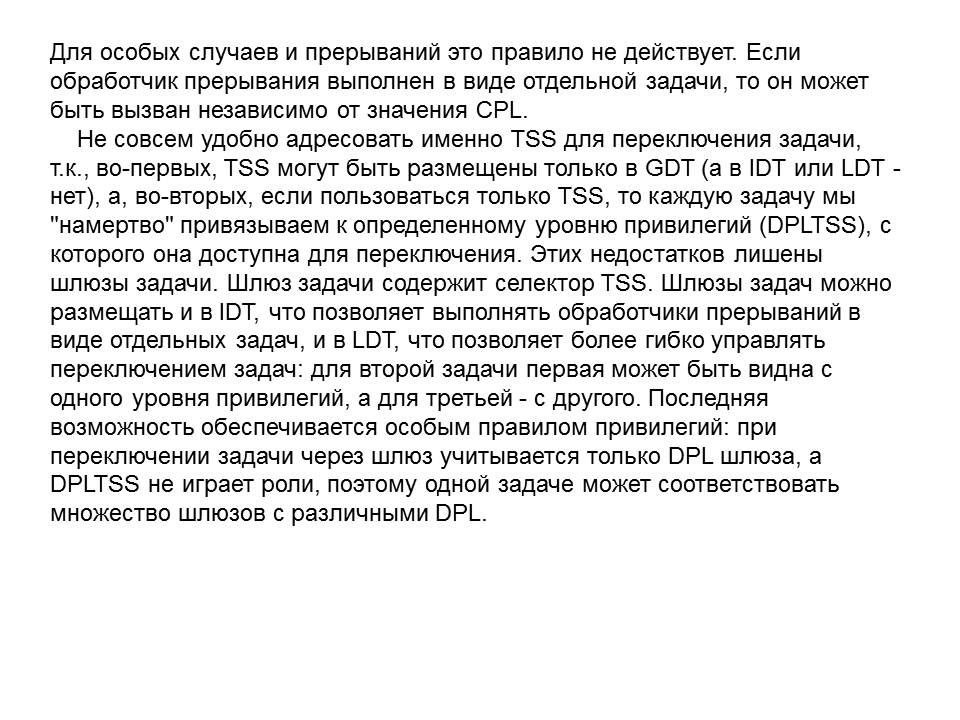 Для особых случаев и прерываний это правило не действует. Если
обработчик прерывания выполнен в виде отдельной задачи, то он может
быть вызван независимо от значения CPL.
Не совсем удобно адресовать именно TSS для переключения задачи,
т.к., во-первых, TSS могут быть размещены только в GDT (а в IDT или LDT -
нет), а, во-вторых, если пользоваться только TSS, то каждую задачу мы
"намертво" привязываем к определенному уровню привилегий (DPLTSS), с
которого она доступна для переключения. Этих недостатков лишены
шлюзы задачи. Шлюз задачи содержит селектор TSS. Шлюзы задач можно
размещать и в IDT, что позволяет выполнять обработчики прерываний в
виде отдельных задач, и в LDT, что позволяет более гибко управлять
переключением задач: для второй задачи первая может быть видна с
одного уровня привилегий, а для третьей - с другого. Последняя
возможность обеспечивается особым правилом привилегий: при
переключении задачи через шлюз учитывается только DPL шлюза, а
DPLTSS не играет роли, поэтому одной задаче может соответствовать
множество шлюзов с различными DPL.